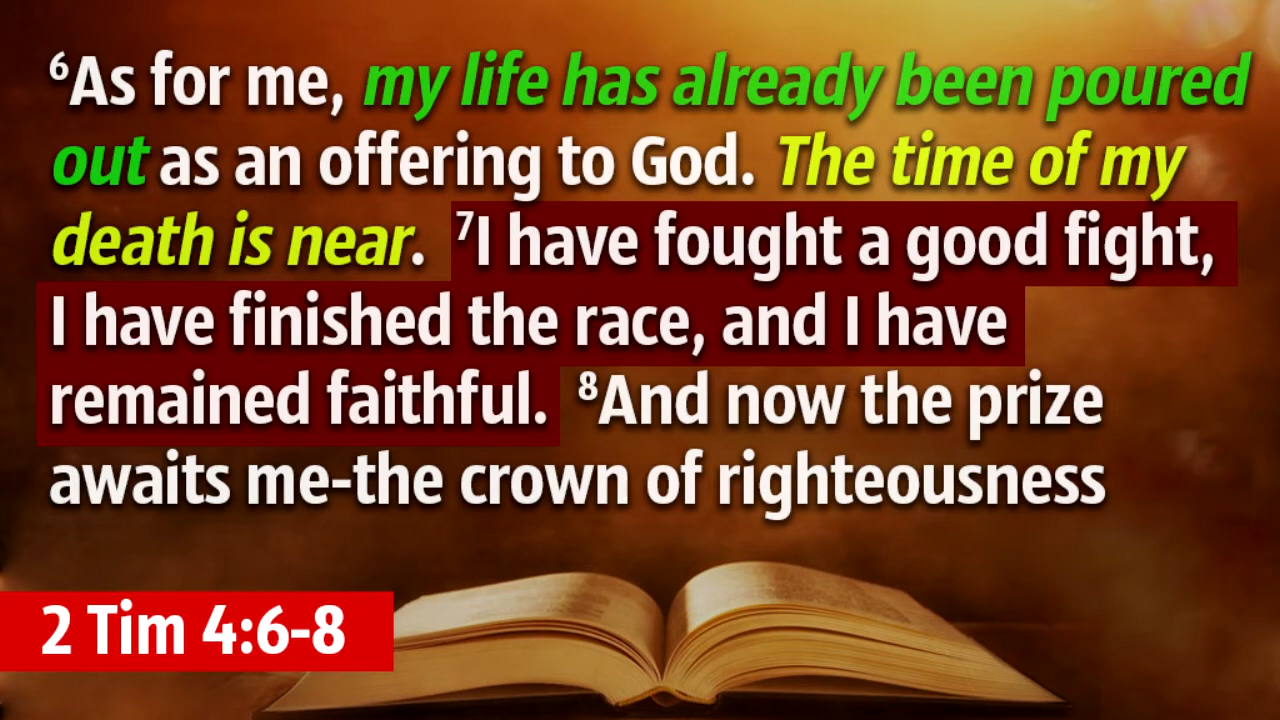 ⁶As for me, my life has already been poured
out as an offering to God. The time of my
death is near. ⁷I have fought a good fight,
I have finished the race, and I have
remained faithful. ⁸And now the prize
awaits me-the crown of righteousness
2 Tim 4:6-8